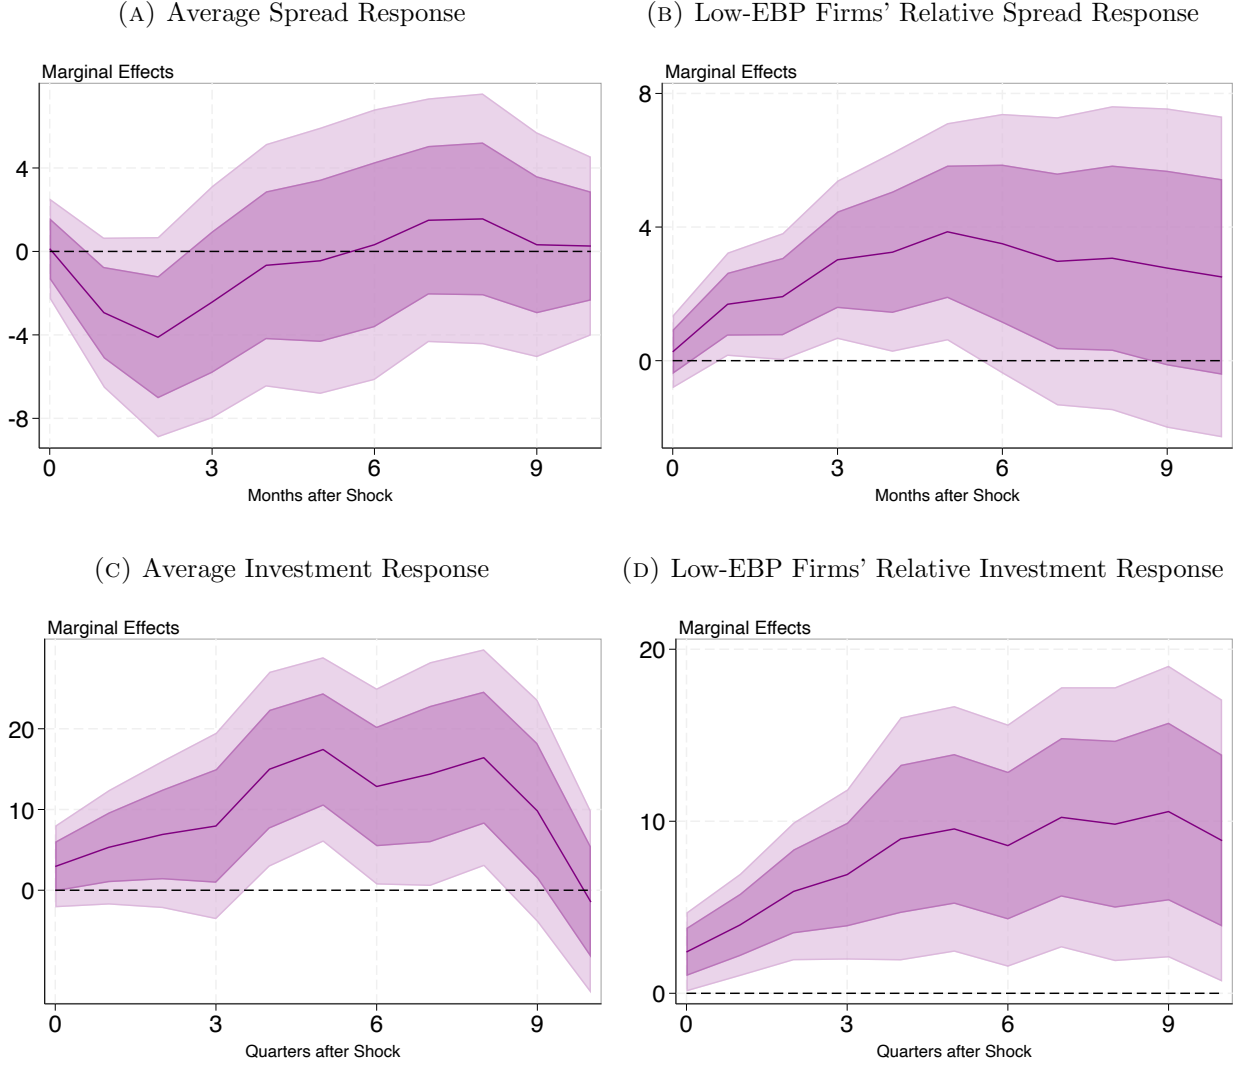 (A) Average Spread Response
Marginal Effects
4
0
-4
-8
0 3 6 9
Months after Shock
(B) Low-EBP Firms' Relative Spread Response
Marginal Effects
8
4
0
0 3 6 9
Months after Shock
(C) Average Investment Response
Marginal Effects
20
10
0
0 3 6 9
Quarters after Shock
(D) Low-EBP Firms' Relative Investment Response
Marginal Effects
20
10
0
0 3 6 9
Quarters after Shock